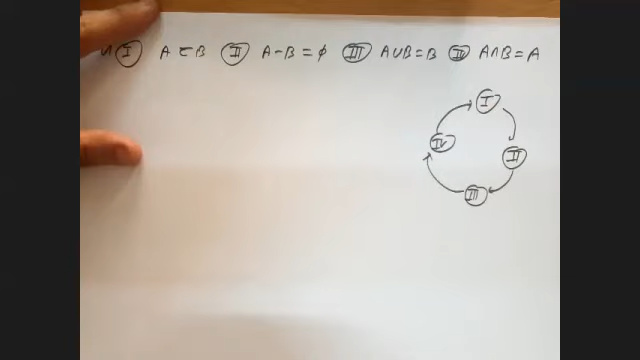 Ⓘ A ⊂ B ⒾⒾ A - B = ϕ ⒾⒾⒾ A∪B = B ⒾⓋ A∩B = A
I
IV
II
III